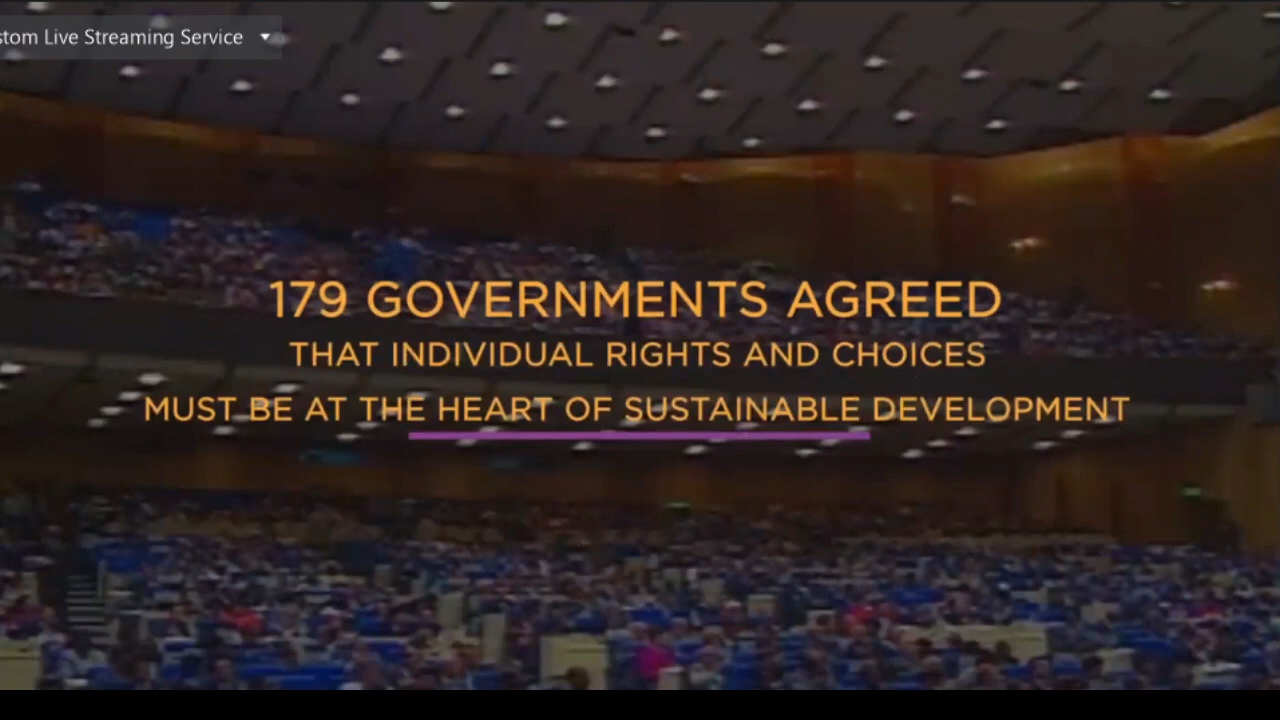 stom Live Streaming Service
179 GOVERNMENTS AGREED
THAT INDIVIDUAL RIGHTS AND CHOICES
MUST BE AT THE HEART OF SUSTAINABLE DEVELOPMENT